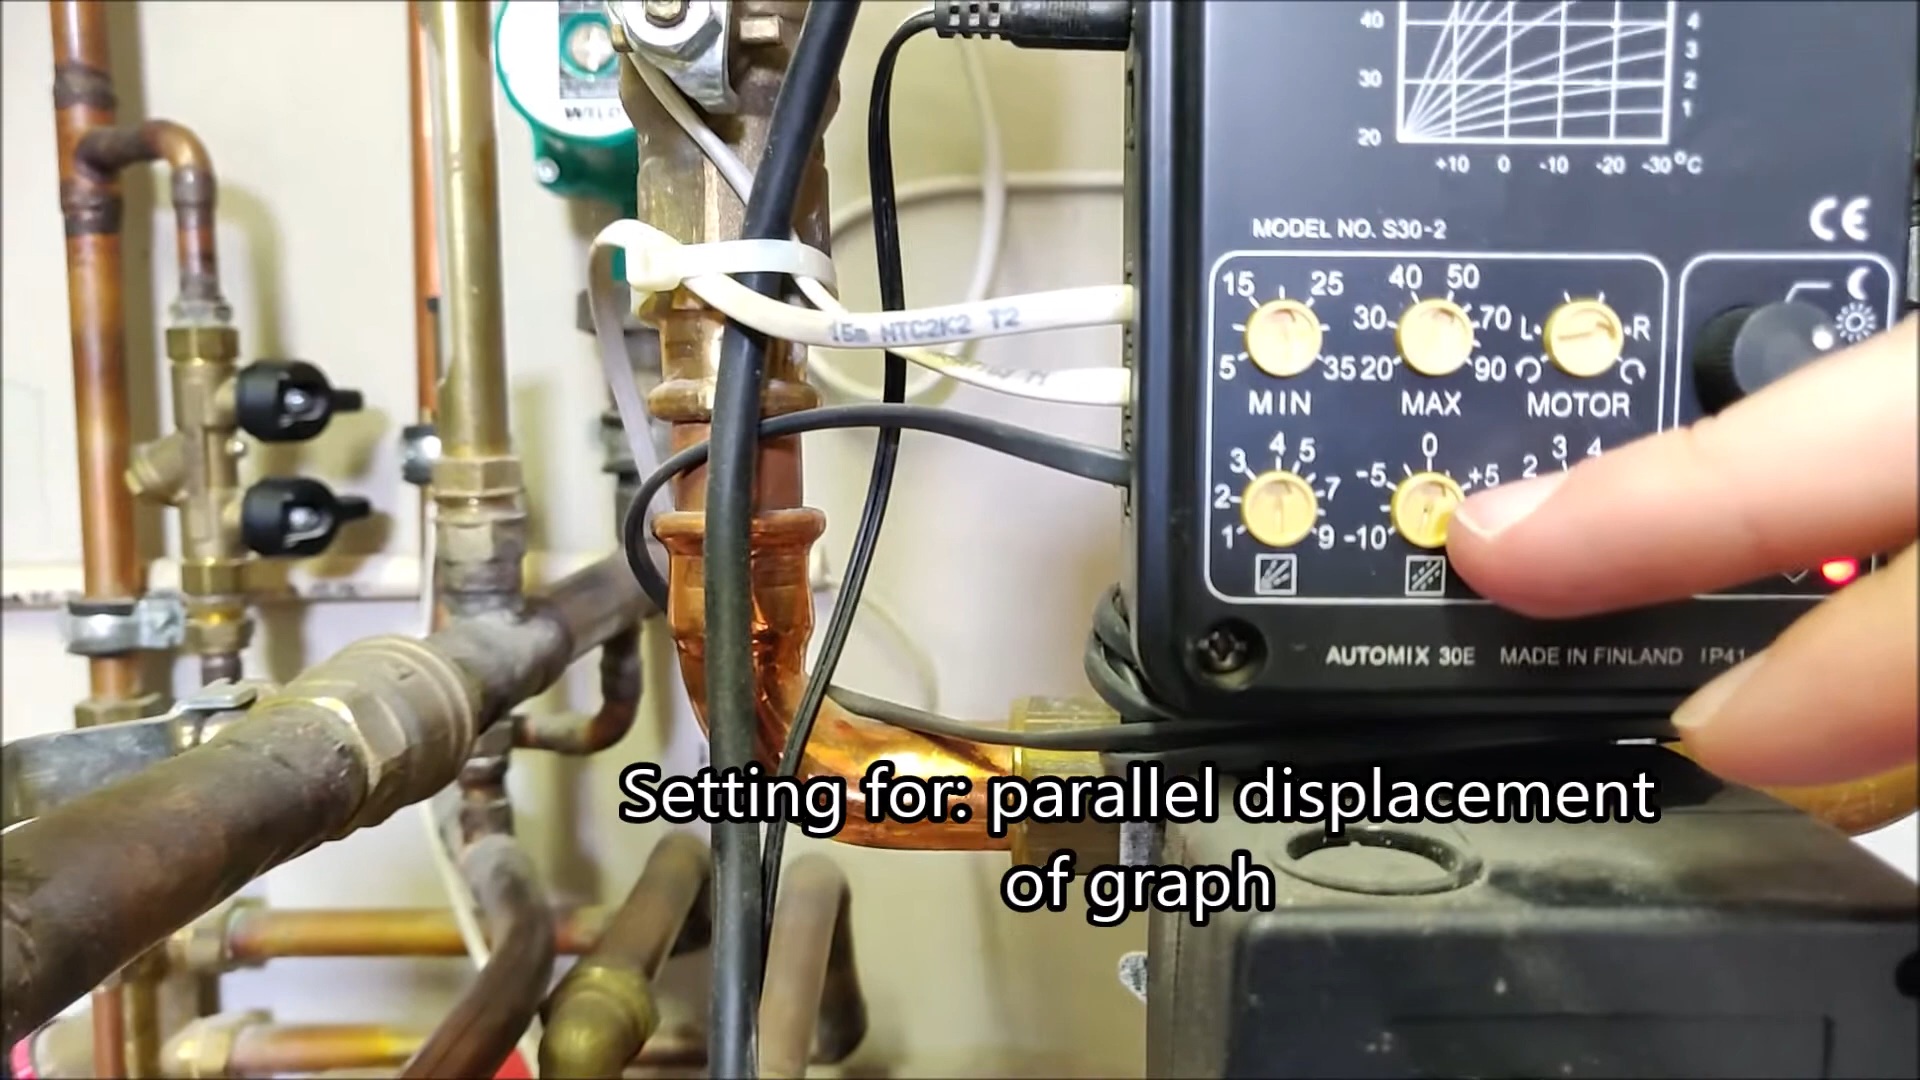 WILO
40
4
3
30
2
1
20
+10 0 -10 -20 -30 °C
MODEL NO. S30-2
CE
15 25 40 50
30 70 L R
5 35 20 90
MIN MAX MOTOR
3 4 5 -5 0 +5 2 3 4
2 7
1 9 -10
15m NTC2K2 T2
AUTOMIX 30E MADE IN FINLAND IP41
Setting for: parallel displacement
of graph